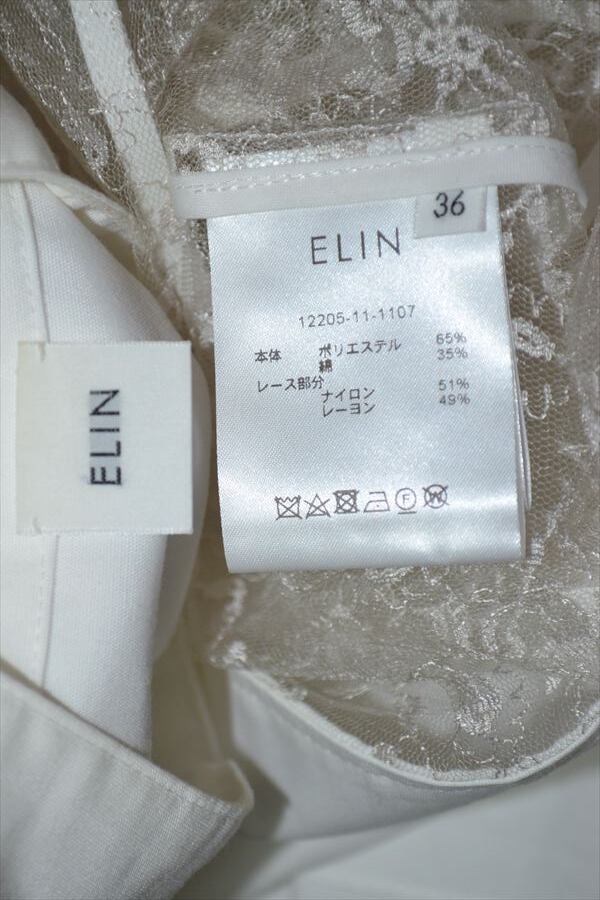 36
ELIN
12205-11-1107
本体 ポリエステル 65%
綿 35%
レース部分
ナイロン 51%
レーヨン 49%
ELIN